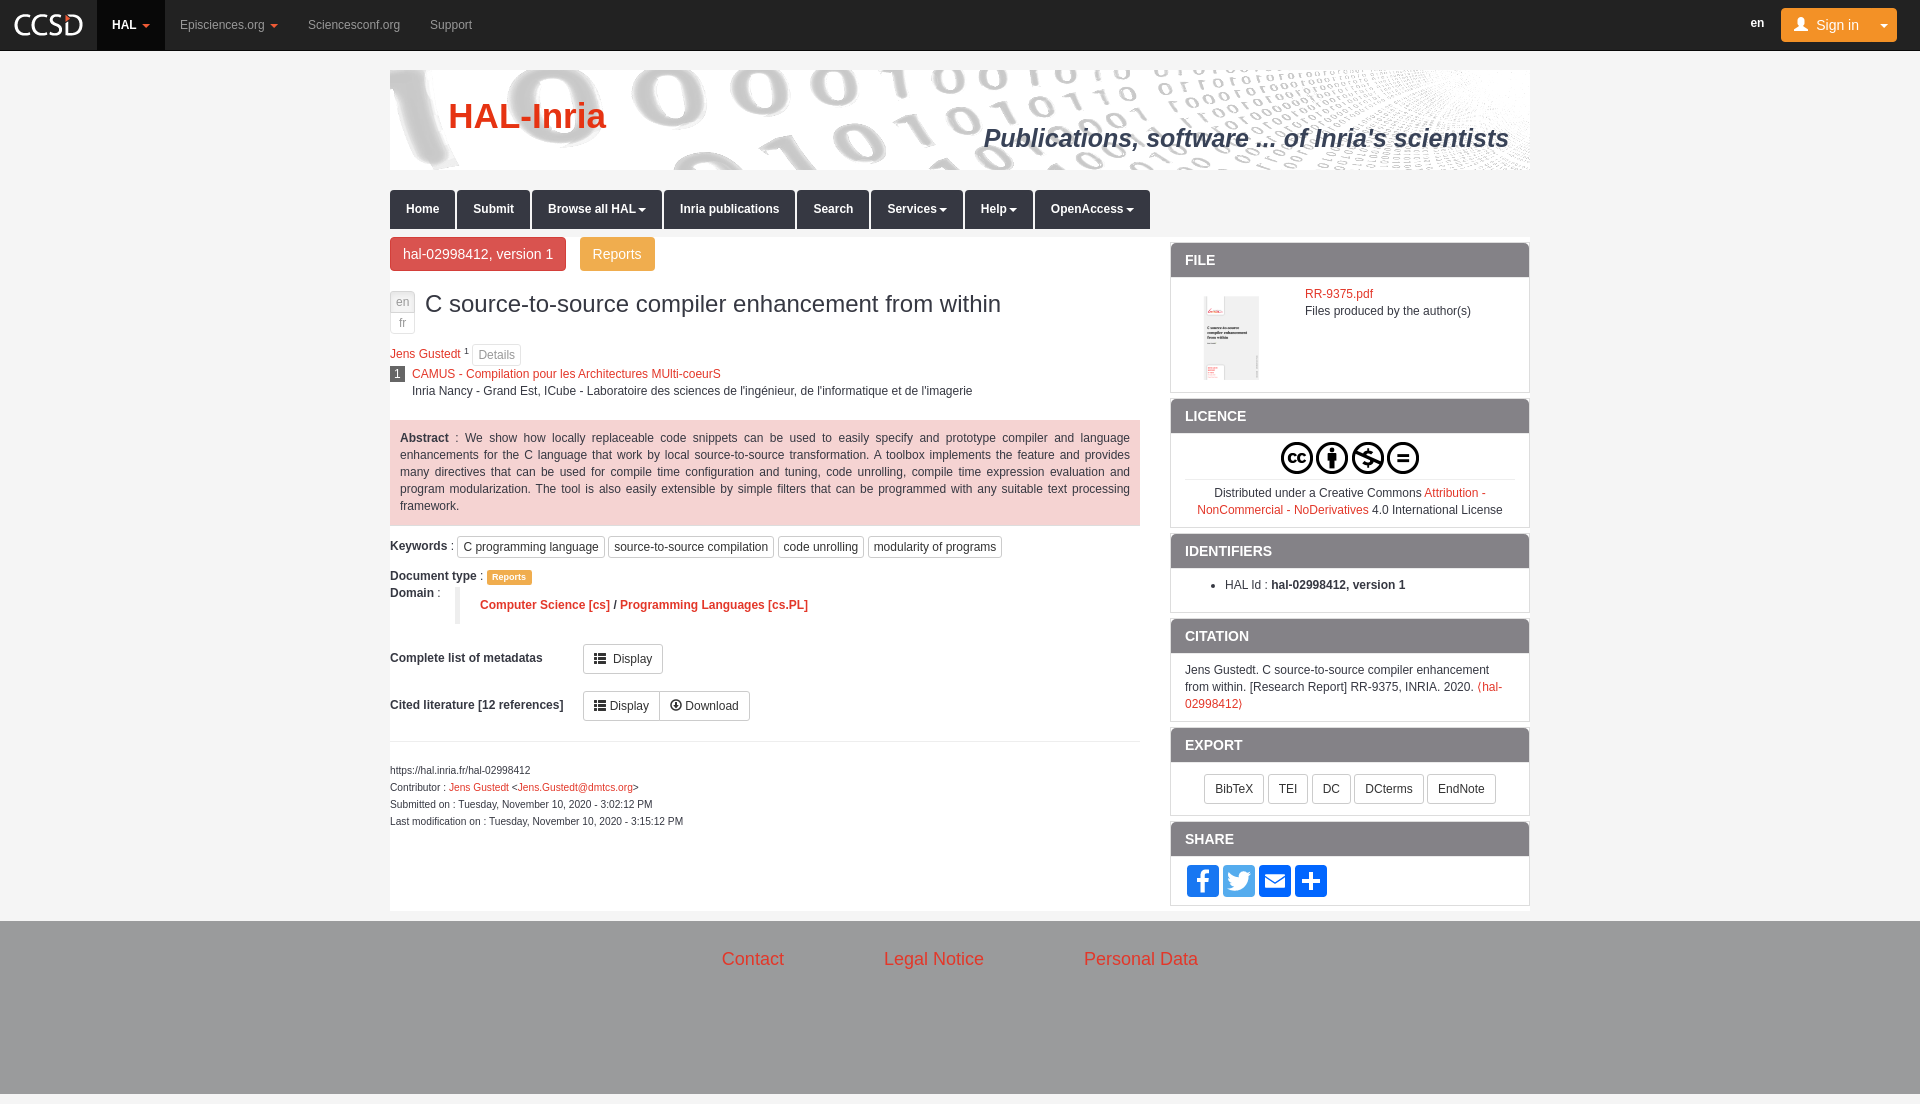 CCSD HAL Episciences.org Sciencesconf.org Support en Sign in
HAL-Inria
Publications, software ... of Inria's scientists
Home Submit Browse all HAL Inria publications Search Services Help OpenAccess
hal-02998412, version 1 Reports
en
fr
C source-to-source compiler enhancement from within
Jens Gustedt 1 Details
1 CAMUS - Compilation pour les Architectures MUlti-coeurS
Inria Nancy - Grand Est, ICube - Laboratoire des sciences de l'ingénieur, de l'informatique et de l'imagerie
Abstract : We show how locally replaceable code snippets can be used to easily specify and prototype compiler and language
enhancements for the C language that work by local source-to-source transformation. A toolbox implements the feature and provides
many directives that can be used for compile time configuration and tuning, code unrolling, compile time expression evaluation and
program modularization. The tool is also easily extensible by simple filters that can be programmed with any suitable text processing
framework.
Keywords : C programming language source-to-source compilation code unrolling modularity of programs
Document type : Reports
Domain :
Computer Science [cs] / Programming Languages [cs.PL]
Complete list of metadatas Display
Cited literature [12 references] Display Download
https://hal.inria.fr/hal-02998412
Contributor : Jens Gustedt <Jens.Gustedt@dmtcs.org>
Submitted on : Tuesday, November 10, 2020 - 3:02:12 PM
Last modification on : Tuesday, November 10, 2020 - 3:15:12 PM
FILE
C source-to-source
compiler enhancement
from within
RR-9375.pdf
Files produced by the author(s)
LICENCE
Distributed under a Creative Commons Attribution -
NonCommercial - NoDerivatives 4.0 International License
IDENTIFIERS
HAL Id : hal-02998412, version 1
CITATION
Jens Gustedt. C source-to-source compiler enhancement
from within. [Research Report] RR-9375, INRIA. 2020. ⟨hal-
02998412⟩
EXPORT
BibTeX TEI DC DCterms EndNote
SHARE
Contact Legal Notice Personal Data